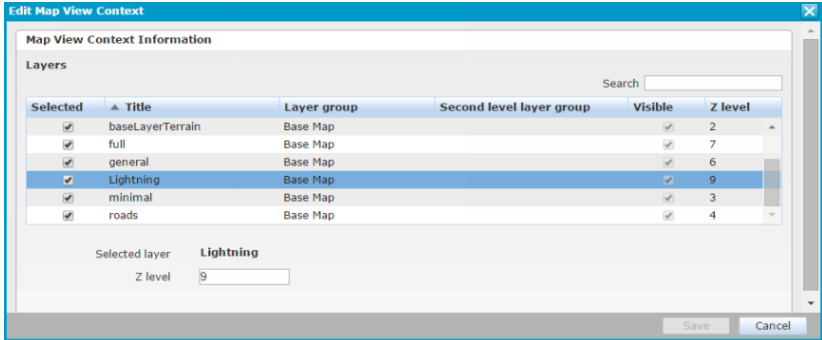 Edit Map View Context
Map View Context Information
Layers
Search
Selected Title Layer group Second level layer group Visible Z level
baseLayerTerrain Base Map 2
full Base Map 7
general Base Map 6
Lightning Base Map 9
minimal Base Map 3
roads Base Map 4
Selected layer Lightning
Z level 9
Save Cancel